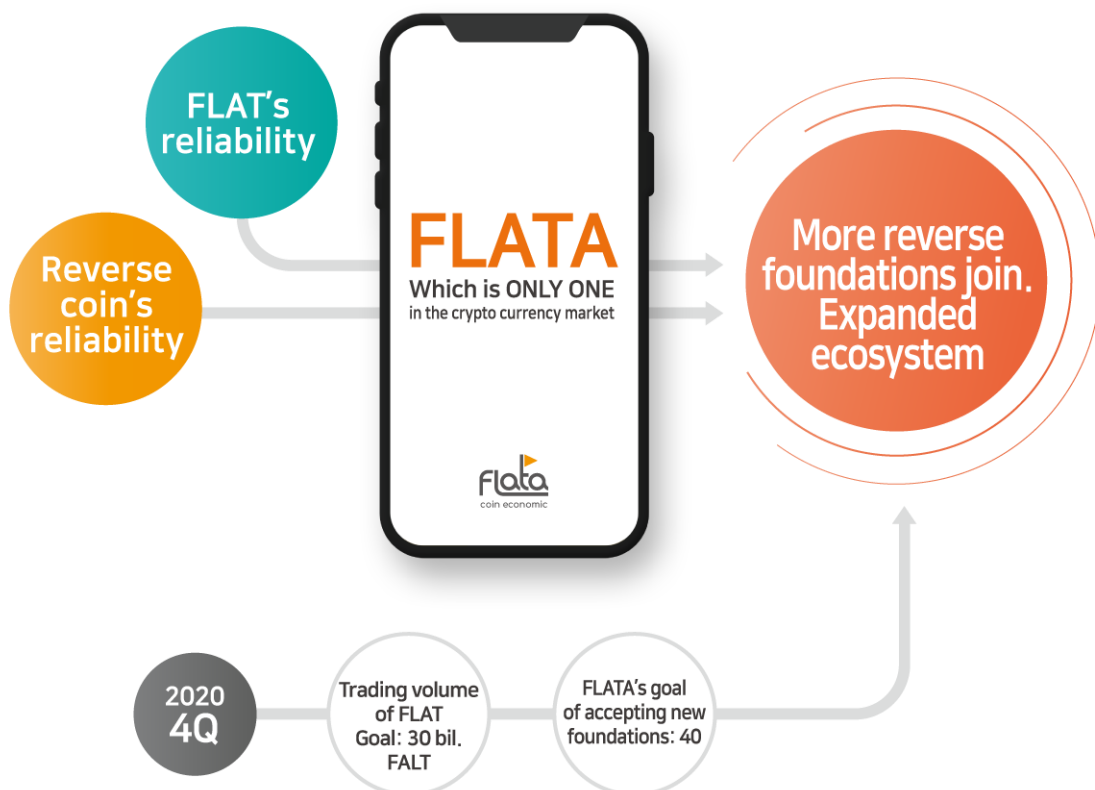 FLAT's
reliability
Reverse
coin's
reliability
FLATA
Which is ONLY ONE
in the crypto currency market
Flata
coin economic
More reverse
foundations join.
Expanded
ecosystem
2020
4Q
Trading volume
of FLAT
Goal: 30 bil.
FALT
FLATA's goal
of accepting new
foundations: 40